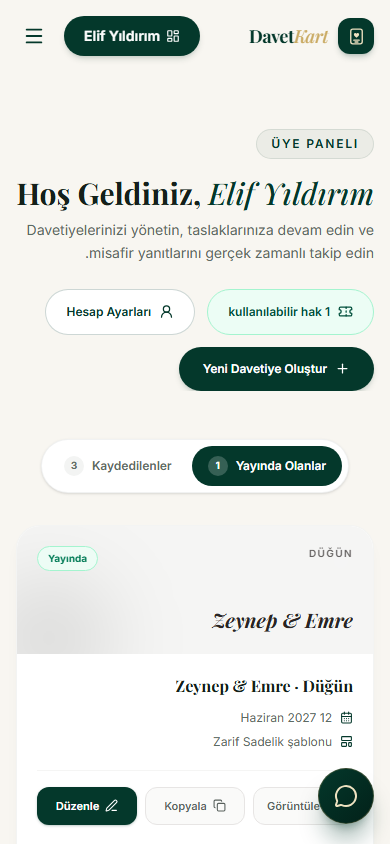 DavetKart
Elif Yıldırım
ÜYE PANELİ
Hoş Geldiniz, Elif Yıldırım
Davetiyelerinizi yönetin, taslaklarınıza devam edin ve
.misafir yanıtlarını gerçek zamanlı takip edin
kullanılabilir hak 1
Hesap Ayarları
Yeni Davetiye Oluştur
Yayında Olanlar 1
Kaydedilenler 3
DÜĞÜN
Yayında
Zeynep & Emre
Zeynep & Emre · Düğün
Haziran 2027 12
Zarif Sadelik şablonu
Görüntüle
Kopyala
Düzenle